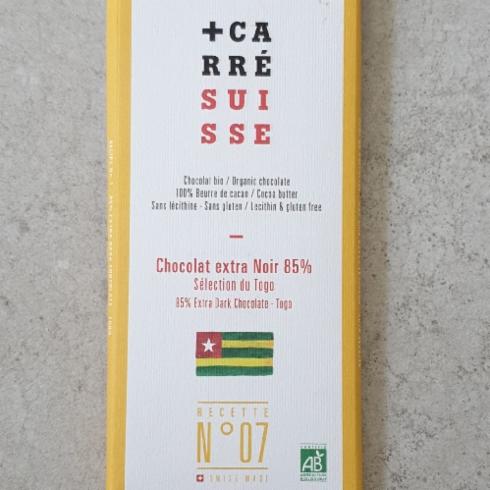 +CA
RRÉ
SUI
SSE
Chocolat bio / Organic chocolate
100% Beurre de cacao / Cocoa butter
Sans lécithine - Sans gluten / Lecithin & gluten free
Chocolat extra Noir 85%
Sélection du Togo
85% Extra Dark Chocolate - Togo
RECETTE
N°07
SWISS MADE
AB